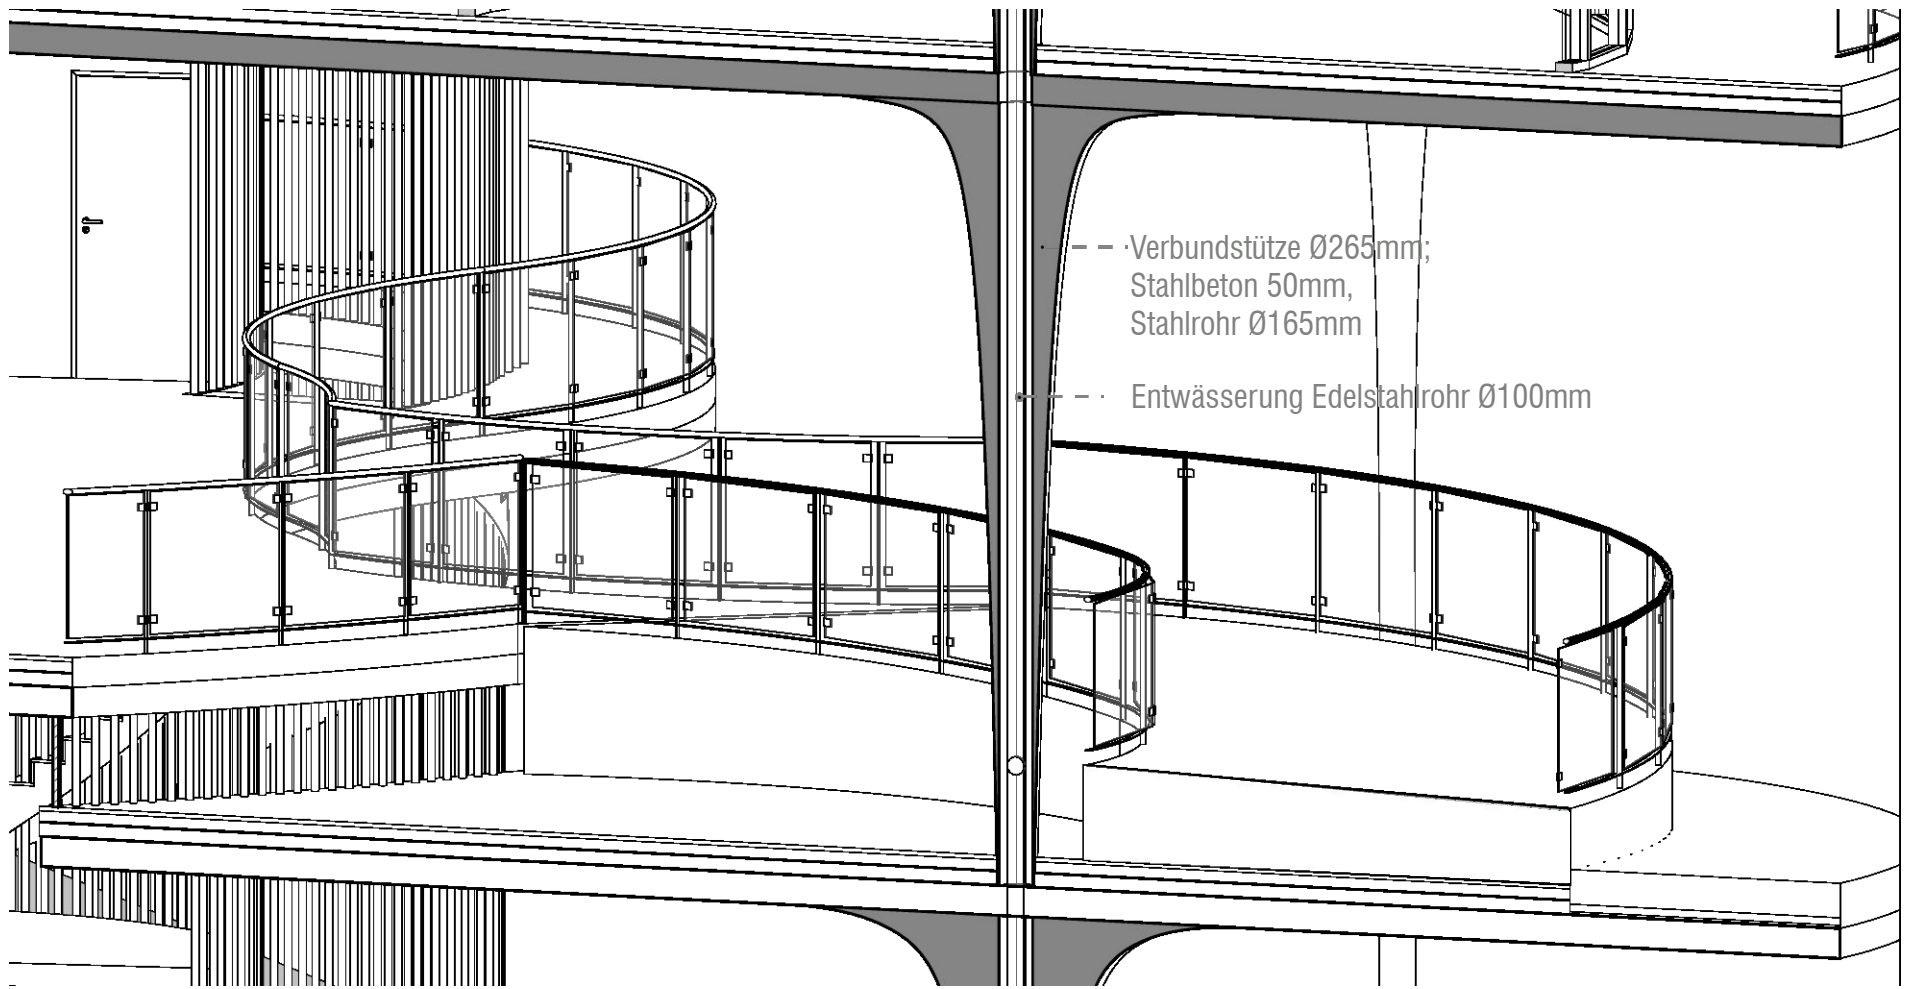 Verbundstütze Ø265mm;
Stahlbeton 50mm,
Stahlrohr Ø165mm
Entwässerung Edelstahlrohr Ø100mm